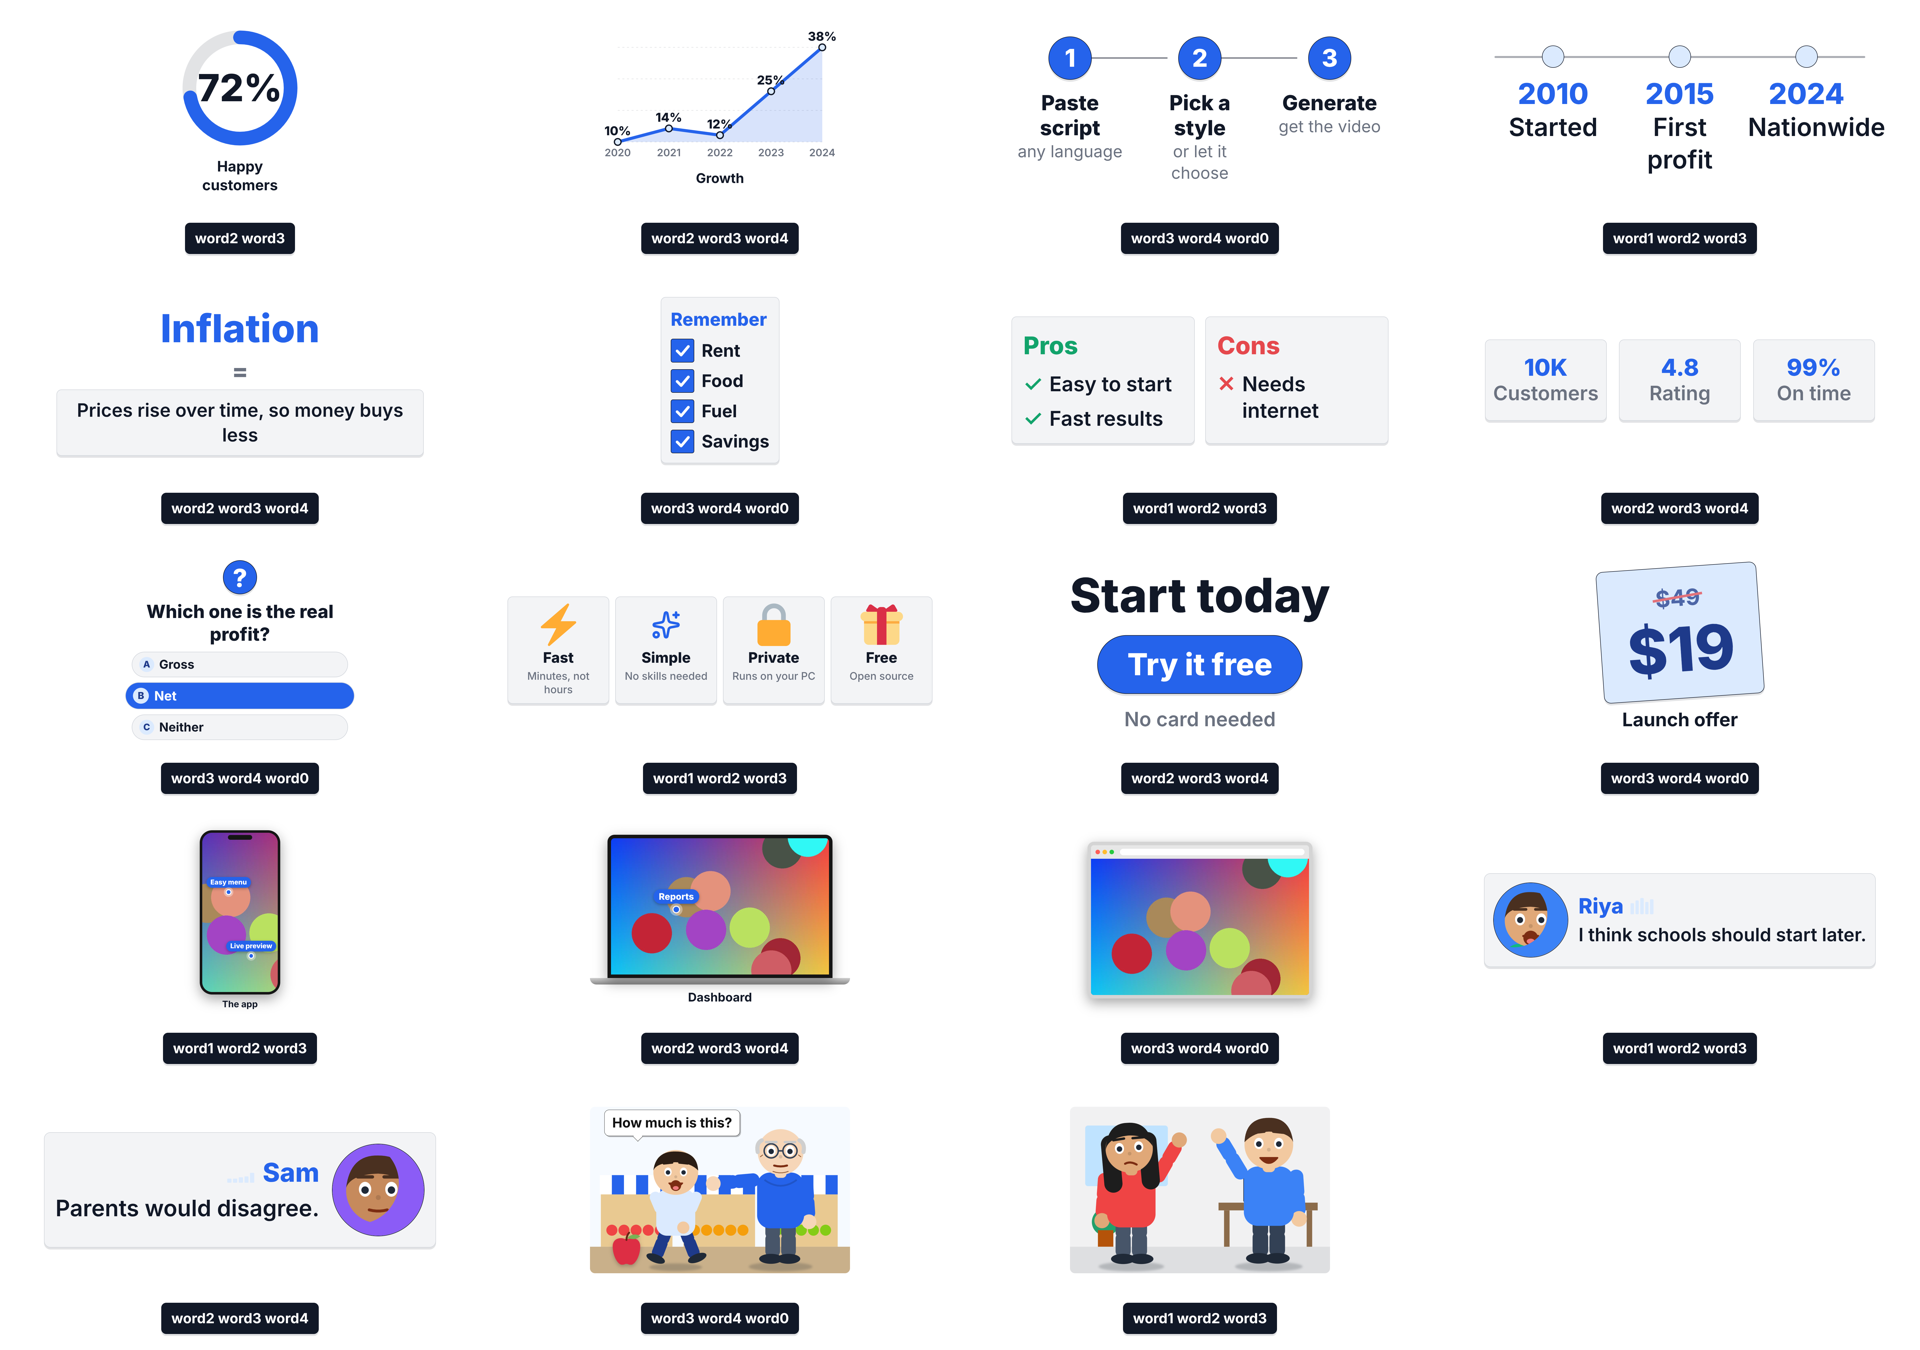 72%
Happy
customers
word2 word3
38%
25%
14%
12%
10%
2020 2021 2022 2023 2024
Growth
word2 word3 word4
1 2 3
Paste
script
any language
Pick a
style
or let it
choose
Generate
get the video
word3 word4 word0
2010
Started
2015
First
profit
2024
Nationwide
word1 word2 word3
Inflation
=
Prices rise over time, so money buys
less
word2 word3 word4
Remember
Rent
Food
Fuel
Savings
word3 word4 word0
Pros
Easy to start
Fast results
Cons
Needs
internet
word1 word2 word3
10K
Customers
4.8
Rating
99%
On time
word2 word3 word4
?
Which one is the real
profit?
A Gross
B Net
C Neither
word3 word4 word0
Fast
Minutes, not
hours
Simple
No skills needed
Private
Runs on your PC
Free
Open source
word1 word2 word3
Start today
Try it free
No card needed
word2 word3 word4
$49
$19
Launch offer
word3 word4 word0
Easy menu
Live preview
The app
word1 word2 word3
Reports
Dashboard
word2 word3 word4
word3 word4 word0
Riya
I think schools should start later.
word1 word2 word3
Sam
Parents would disagree.
word2 word3 word4
How much is this?
word3 word4 word0
word1 word2 word3